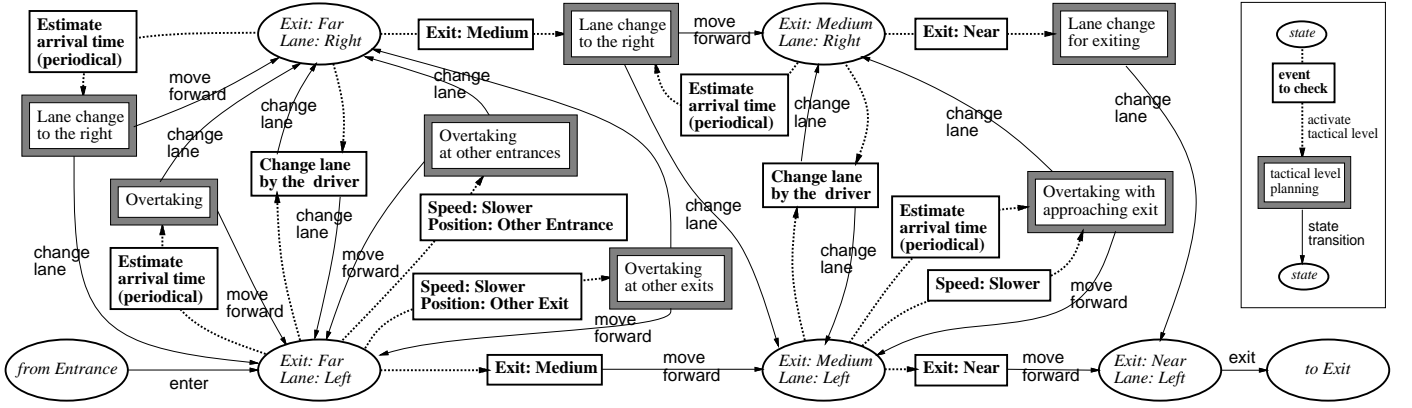 Estimate
arrival time
(periodical)
Exit: Far
Lane: Right
Exit: Medium
Lane change
to the right
move
forward
Exit: Medium
Lane: Right
Exit: Near
Lane change
for exiting
state
event
to check
activate
tactical level
tactical level
planning
state
transition
state
move
forward
Lane change
to the right
change
lane
change
lane
change
lane
Overtaking
at other entrances
Estimate
arrival time
(periodical)
change
lane
change
lane
change
lane
Change lane
by the driver
Overtaking
change
lane
Speed: Slower
Position: Other Entrance
change
lane
Change lane
by the driver
Estimate
arrival time
(periodical)
Overtaking with
approaching exit
change
lane
Estimate
arrival time
(periodical)
move
forward
move
forward
Speed: Slower
Position: Other Exit
Overtaking
at other exits
move
forward
change
lane
Speed: Slower
move
forward
from Entrance
enter
Exit: Far
Lane: Left
Exit: Medium
move
forward
Exit: Medium
Lane: Left
Exit: Near
move
forward
Exit: Near
Lane: Left
exit
to Exit